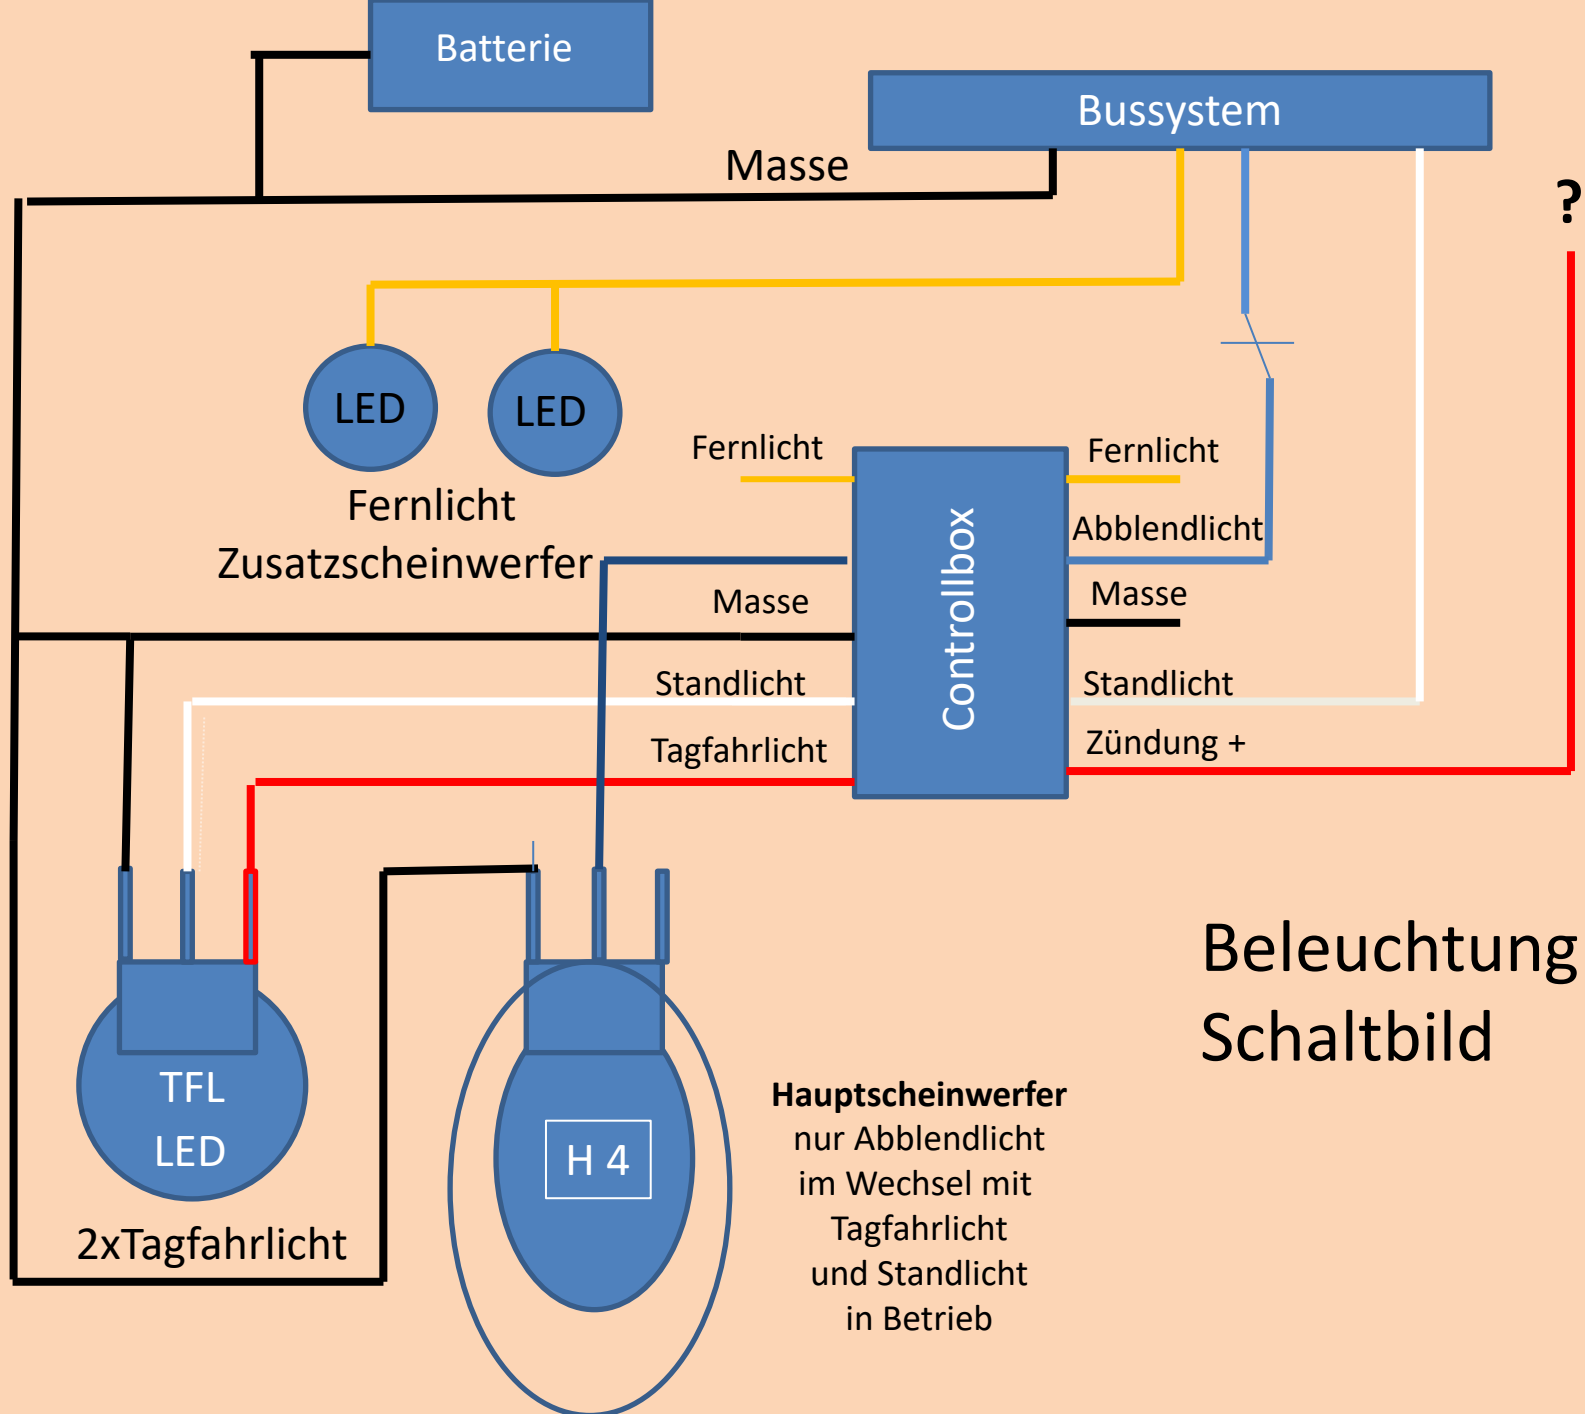 Batterie
Bussystem
Masse
?
LED
LED
Fernlicht
Zusatzscheinwerfer
Fernlicht
Fernlicht
Controllbox
Abblendlicht
Masse
Masse
Standlicht
Standlicht
Tagfahrlicht
Zündung +
Beleuchtung
Schaltbild
TFL
LED
2xTagfahrlicht
H 4
Hauptscheinwerfer
nur Abblendlicht
im Wechsel mit
Tagfahrlicht
und Standlicht
in Betrieb